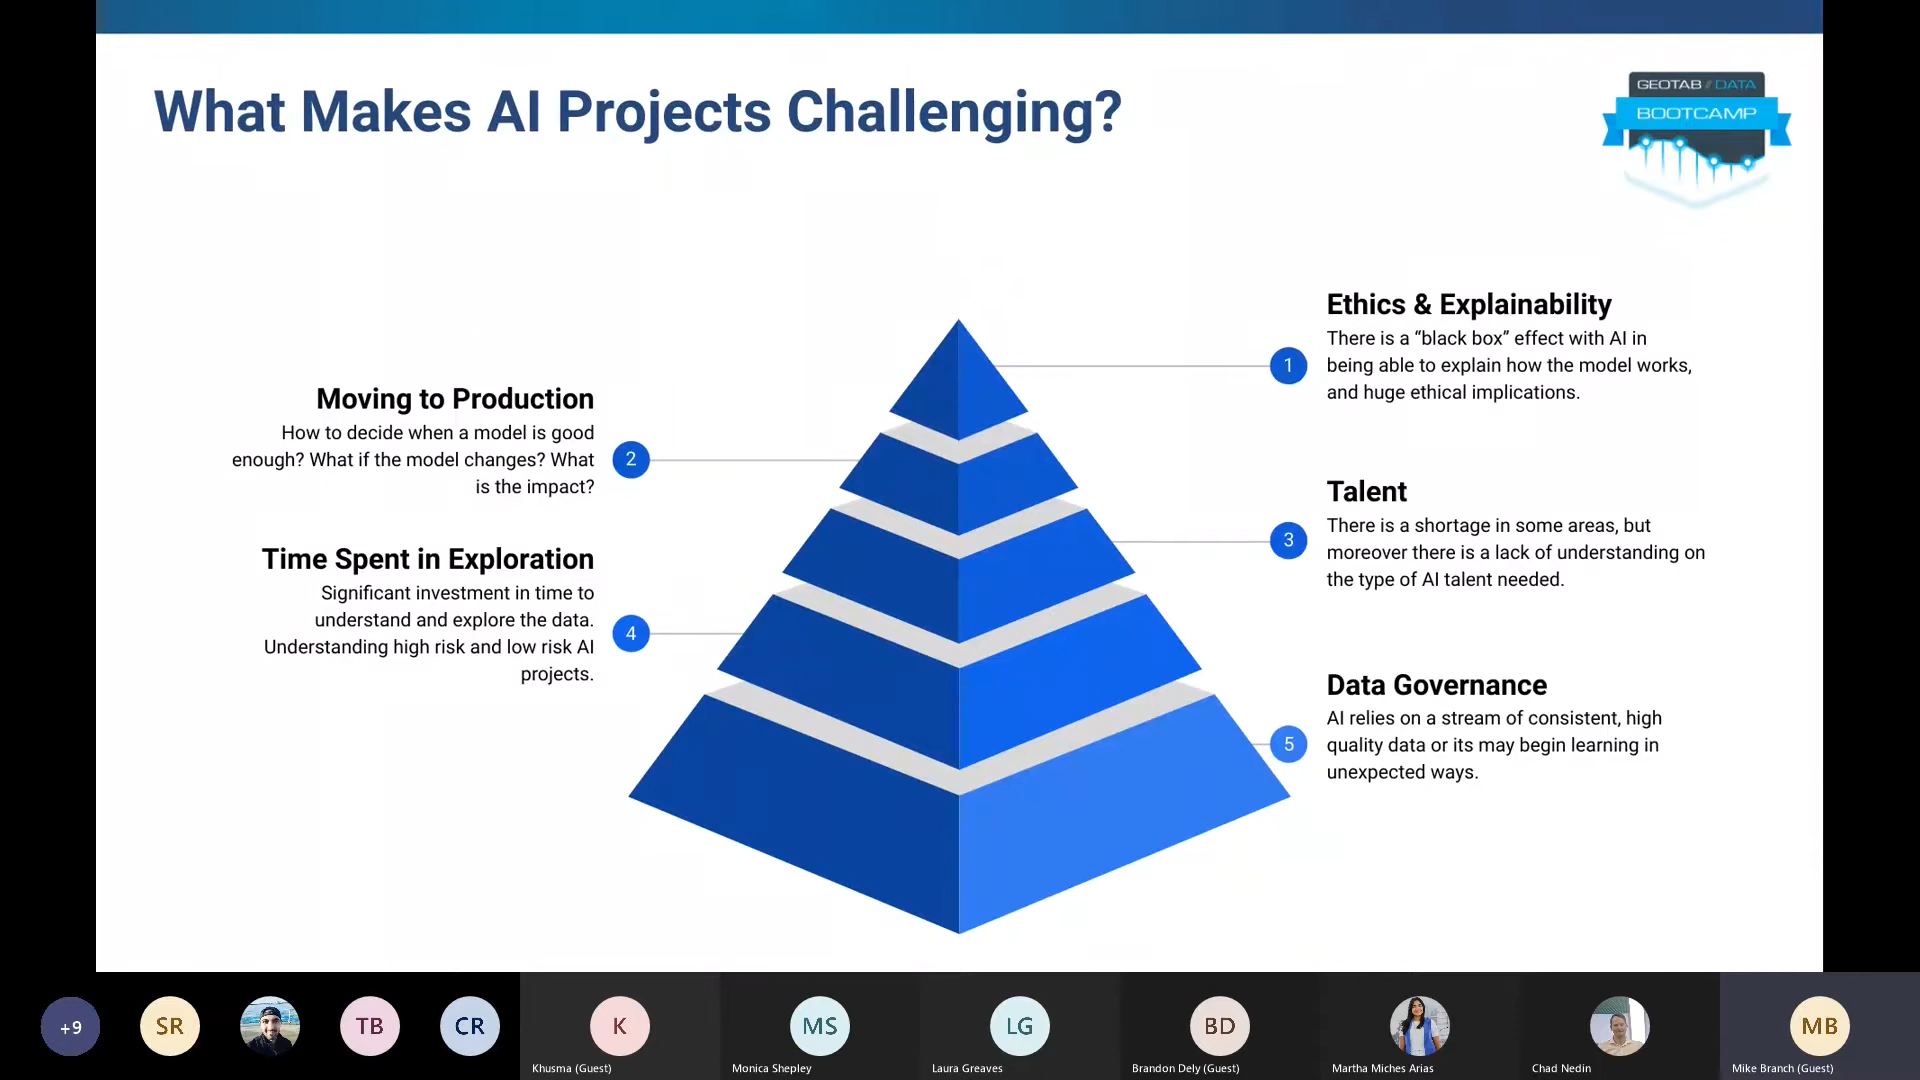 What Makes AI Projects Challenging?
GEOTAB // DATA
BOOTCAMP
Ethics & Explainability
There is a “black box” effect with AI in
being able to explain how the model works,
and huge ethical implications.
1
Moving to Production
How to decide when a model is good
enough? What if the model changes? What
is the impact?
2
Talent
There is a shortage in some areas, but
moreover there is a lack of understanding on
the type of AI talent needed.
3
Time Spent in Exploration
Significant investment in time to
understand and explore the data.
Understanding high risk and low risk AI
projects.
4
Data Governance
AI relies on a stream of consistent, high
quality data or its may begin learning in
unexpected ways.
5
+9
SR
TB
CR
K
Khusma (Guest)
MS
Monica Shepley
LG
Laura Greaves
BD
Brandon Dely (Guest)
Martha Miches Arias
Chad Nedin
MB
Mike Branch (Guest)